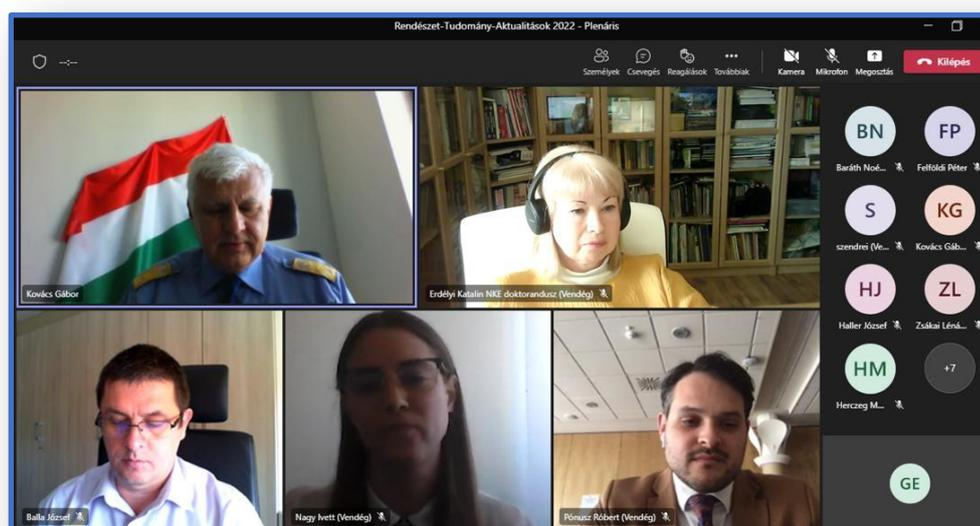 Rendészet-Tudomány-Aktualitások 2022 - Plenáris
--:--
Személyek Csevegés Reagálások Továbbiak Kamera Mikrofon Megosztás Kilépés
BN FP
Baráth Noé... Felföldi Péter
S KG
szendrei (Ve... Kovács Gáb...
Kovács Gábor
Erdélyi Katalin NKE doktorandusz (Vendég)
HJ ZL
Haller József Zsákai Léná...
HM +7
Herczeg M...
GE
Balla József
Nagy Ivett (Vendég)
Pónusz Róbert (Vendég)